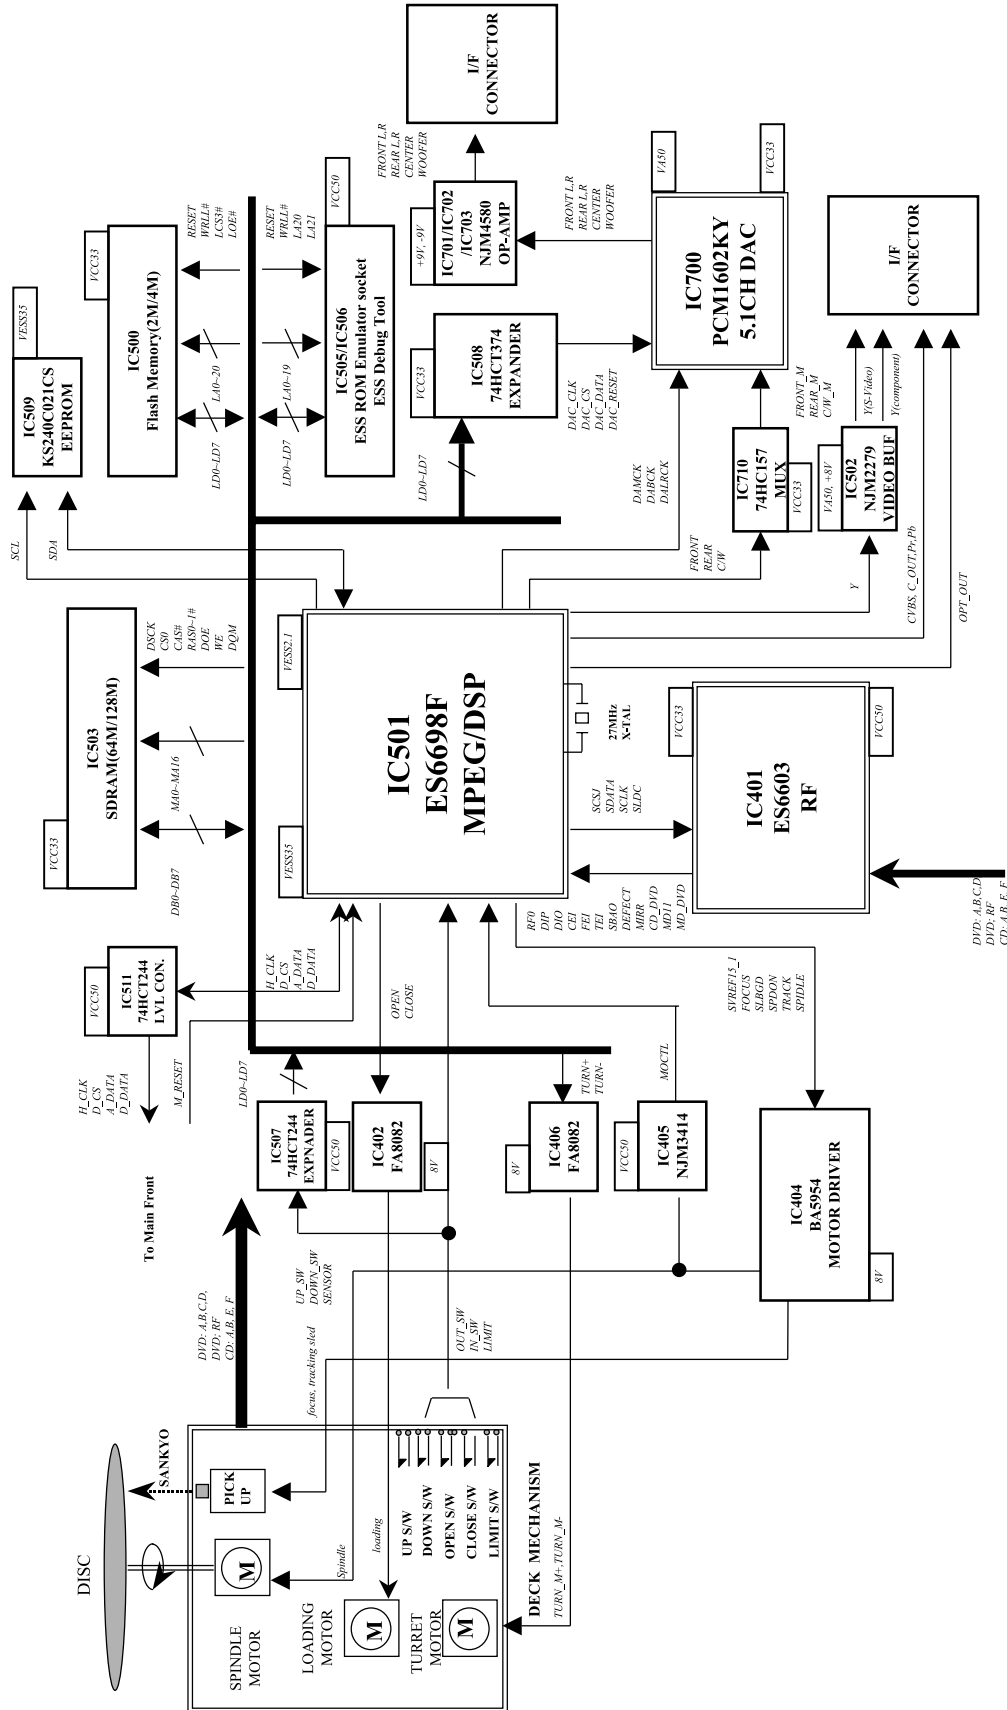 DISC
SANKYO
PICK
UP
M
SPINDLE
MOTOR
LOADING
MOTOR
M
TURRET
MOTOR
M
UP S/W
DOWN S/W
OPEN S/W
CLOSE S/W
LIMIT S/W
DECK MECHANISM
TURN_M+,TURN_M-
Spindle
loading
focus, tracking sled
DVD: A,B,C,D,
DVD; RF
CD: A,B, E, F
To Main Front
UP_SW
DOWN_SW
SENSOR
OUT_SW
IN_SW
LIMIT
H_CLK
D_CS
A_DATA
D_DATA
M_RESET
VCC50
IC511
74HCT244
LVL CON.
H_CLK
D_CS
A_DATA
D_DATA
LD0~LD7
IC507
74HCT244
EXPNADER
VCC50
IC402
FA8082
8V
OPEN
CLOSE
IC406
FA8082
8V
TURN+
TURN-
VCC50
IC405
NJM3414
MOCTL
IC404
BA5954
MOTOR DRIVER
8V
SVREF15_1
FOCUS
SLBGD
SPDON
TRACK
SPIDLE
VCC33
IC503
SDRAM(64M/128M)
DB0~DB7
MA0~MA16
DSCK
CS0
CAS#
RAS0~1#
DOE
WE
DQM
SCL
SDA
VESS35
IC509
KS240C021CS
EEPROM
VCC33
IC500
Flash Memory(2M/4M)
LD0~LD7
LA0~20
RESET
WRLL#
LCS3#
LOE#
LD0~LD7
LA0~19
RESET
WRLL#
LA20
LA21
VCC50
IC505/IC506
ESS ROM Emulator socket
ESS Debug Tool
VESS35
VESS2.1
IC501
ES6698F
MPEG/DSP
27MHz
X-TAL
RF0
DIP
DIO
CEI
FEI
TEI
SBAO
DEFECT
MIRR
CD_DVD
MD11
MD_DVD
SCSJ
SDATA
SCLK
SLDC
VCC33
VCC50
IC401
ES6603
RF
DVD: A,B,C,D,
DVD; RF
CD: A,B, E, F
LD0~LD7
VCC33
IC508
74HCT374
EXPANDER
DAC_CLK
DAC_CS
DAC_DATA
DAC_RESET
+9V, -9V
IC701/IC702
/IC703
NJM4580
OP-AMP
FRONT L,R
REAR L,R
CENTER
WOOFER
I/F
CONNECTOR
FRONT L,R
REAR L,R
CENTER
WOOFER
VA50
VCC33
IC700
PCM1602KY
5.1CH DAC
DAMCK
DABCK
DALRCK
FRONT
REAR
C/W
IC710
74HC157
MUX
VCC33
FRONT_M
REAR_M
C/W_M
Y
VA50, +8V
IC502
NJM2279
VIDEO BUF
Y(S-Video)
Y(component)
CVBS, C_OUT,Pr,Pb
OPT_OUT
I/F
CONNECTOR